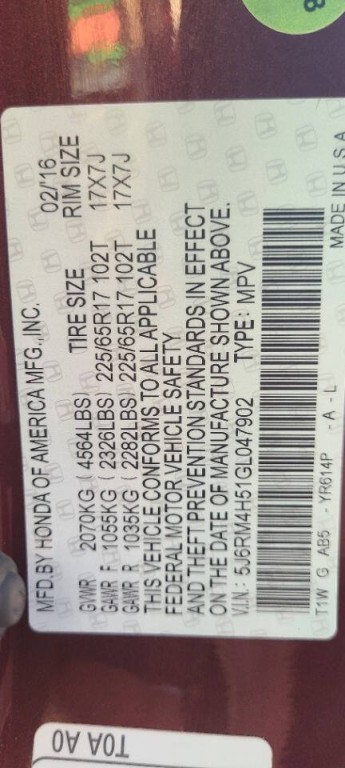 MFD.BY HONDA OF AMERICA MFG.,INC. 02/'16
TIRE SIZE RIM SIZE
GVWR 2070KG ( 4564LBS)
GAWR F 1055KG ( 2326LBS) 225/65R17 102T 17X7J
GAWR R 1035KG ( 2282LBS) 225/65R17 102T 17X7J
THIS VEHICLE CONFORMS TO ALL APPLICABLE
FEDERAL MOTOR VEHICLE SAFETY
AND THEFT PREVENTION STANDARDS IN EFFECT
ON THE DATE OF MANUFACTURE SHOWN ABOVE.
V.I.N.: 5J6RM4H51GL047902 TYPE: MPV
T1W G AB5 - YR614P - A - L MADE IN U S A
T0A A0
8